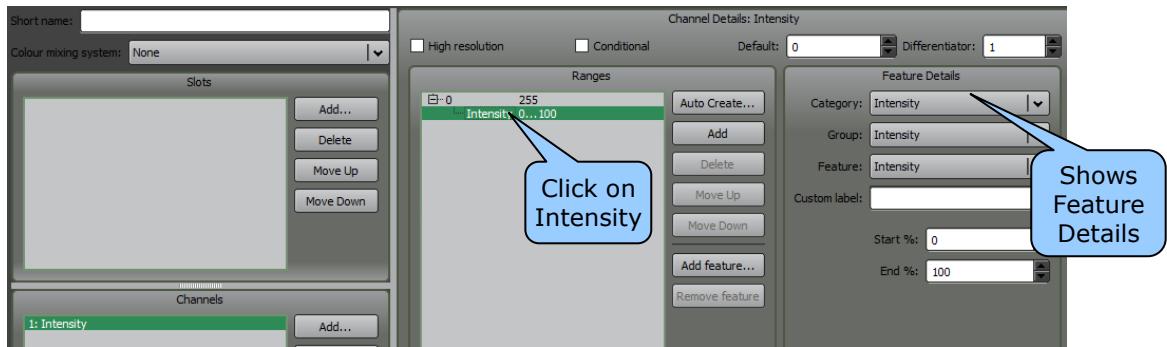 Short name:
Colour mixing system: None
Slots
Add...
Delete
Move Up
Move Down
Channels
1: Intensity
Add...
Channel Details: Intensity
High resolution Conditional Default: 0 Differentiator: 1
Ranges
0 255
Intensity 0...100
Auto Create...
Add
Delete
Move Up
Move Down
Add feature...
Remove feature
Click on
Intensity
Feature Details
Category: Intensity
Group: Intensity
Feature: Intensity
Custom label:
Start %: 0
End %: 100
Shows
Feature
Details